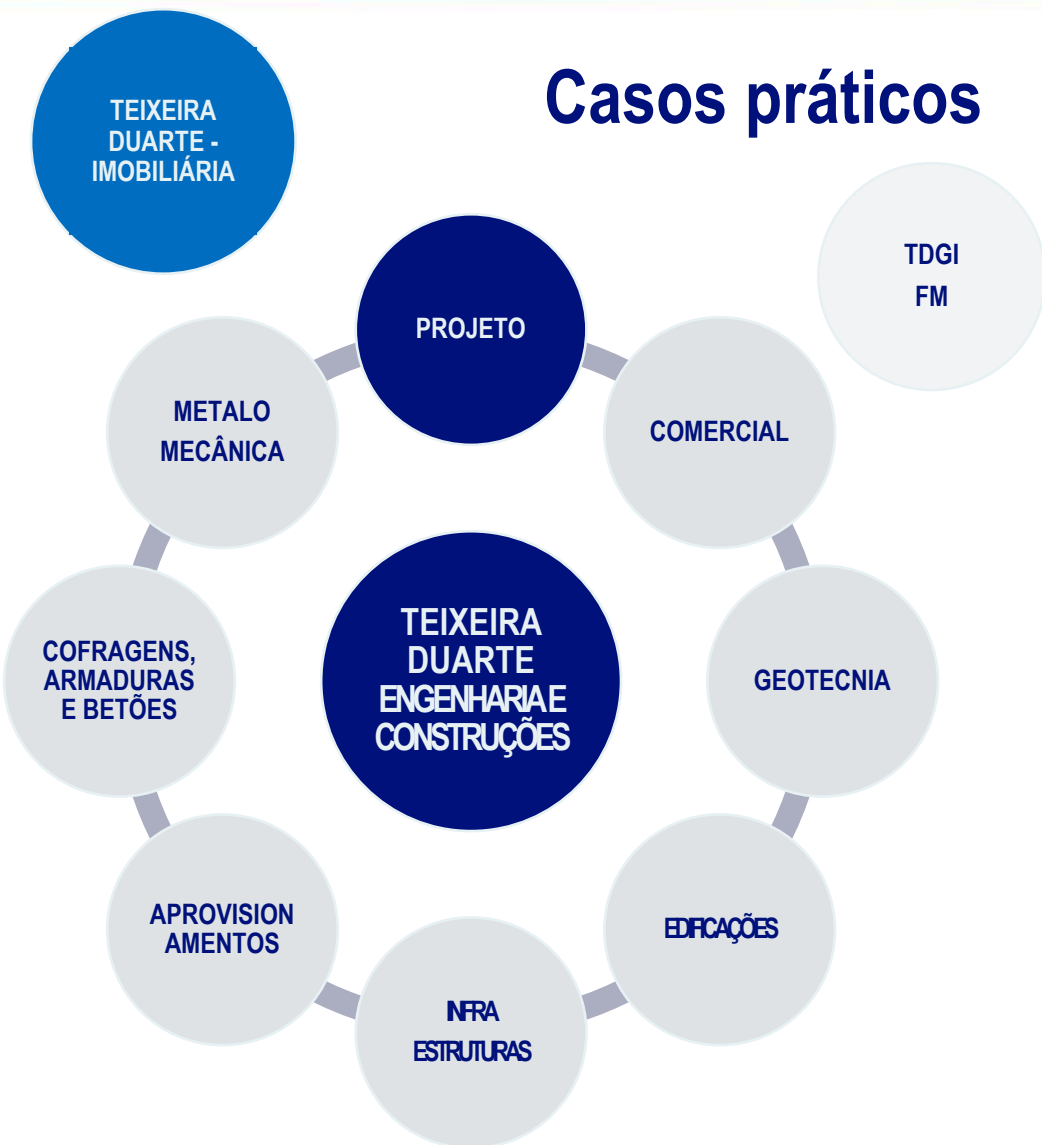 Casos práticos
TEIXEIRA
DUARTE -
IMOBILIÁRIA
TDGI
FM
PROJETO
METALO
MECÂNICA
COMERCIAL
COFRAGENS,
ARMADURAS
E BETÕES
TEIXEIRA
DUARTE
ENGENHARIA E
CONSTRUÇÕES
GEOTECNIA
APROVISION
AMENTOS
EDIFICAÇÕES
INFRA
ESTRUTURAS